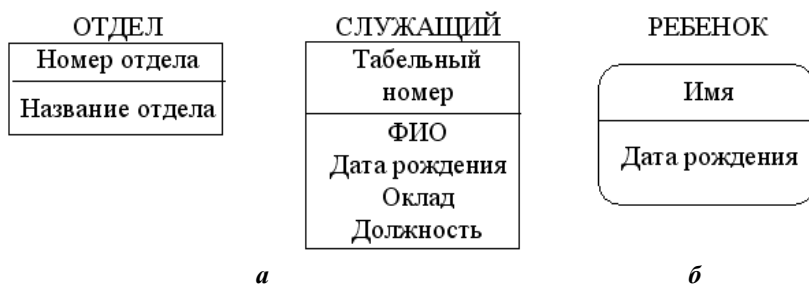 ОТДЕЛ
Номер отдела
Название отдела
СЛУЖАЩИЙ
Табельный
номер
ФИО
Дата рождения
Оклад
Должность
РЕБЕНОК
Имя
Дата рождения
а
б